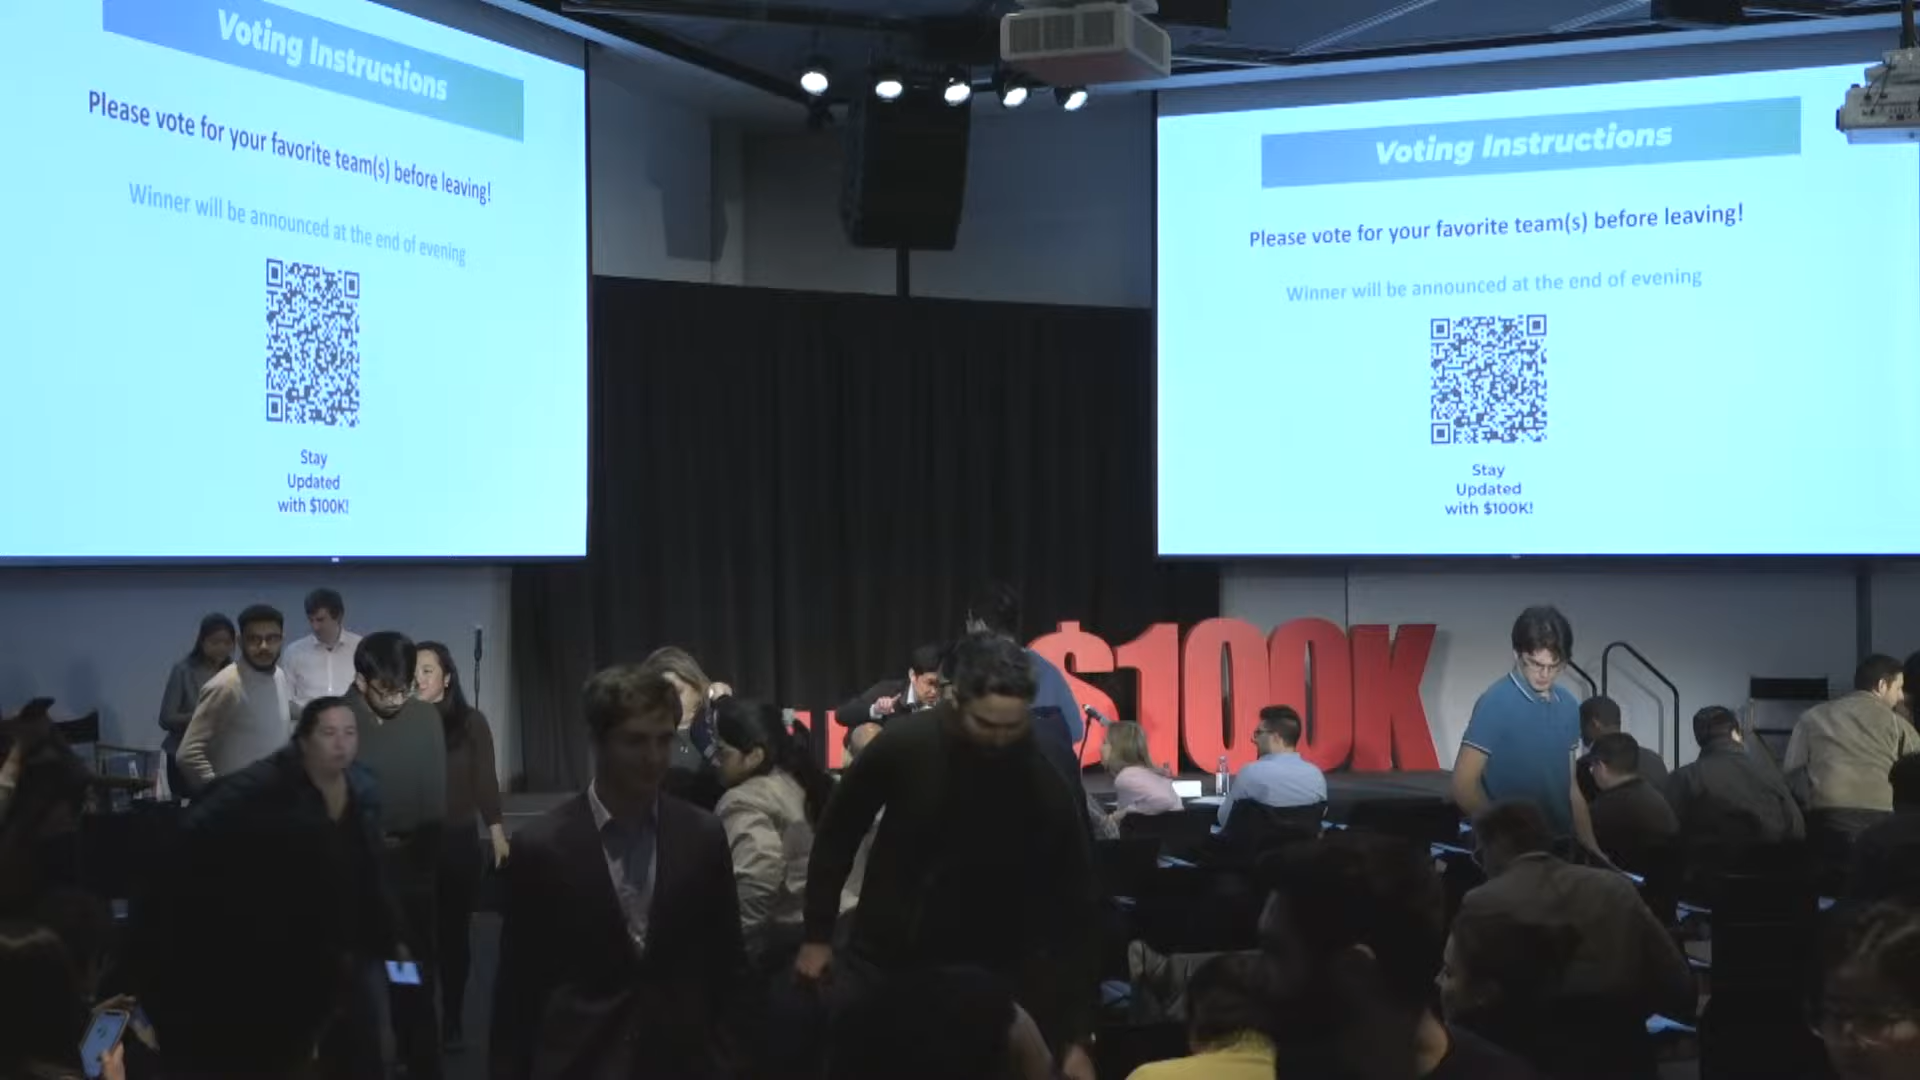 Voting Instructions
Please vote for your favorite team(s) before leaving!
Winner will be announced at the end of evening
Stay
Updated
with $100K!
Voting Instructions
Please vote for your favorite team(s) before leaving!
Winner will be announced at the end of evening
Stay
Updated
with $100K!
$100K